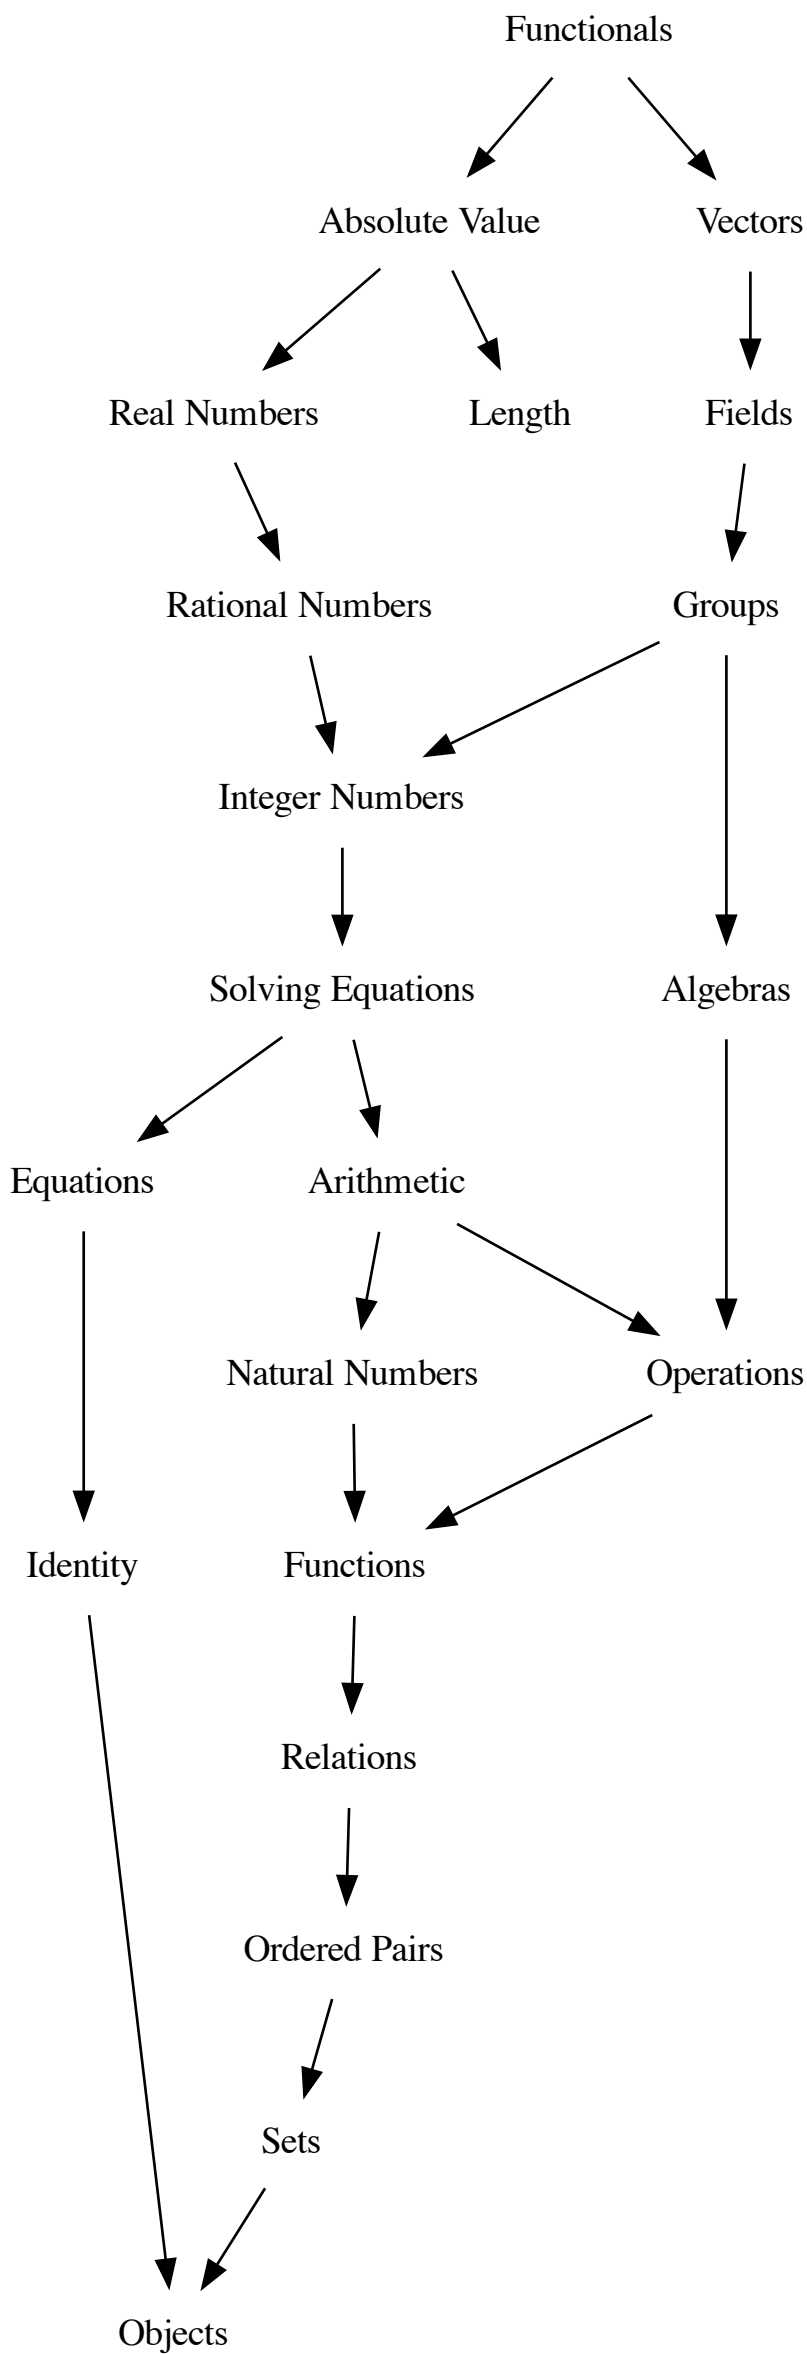 Functionals
Absolute Value
Vectors
Real Numbers
Length
Fields
Rational Numbers
Groups
Integer Numbers
Solving Equations
Algebras
Equations
Arithmetic
Natural Numbers
Operations
Identity
Functions
Relations
Ordered Pairs
Sets
Objects